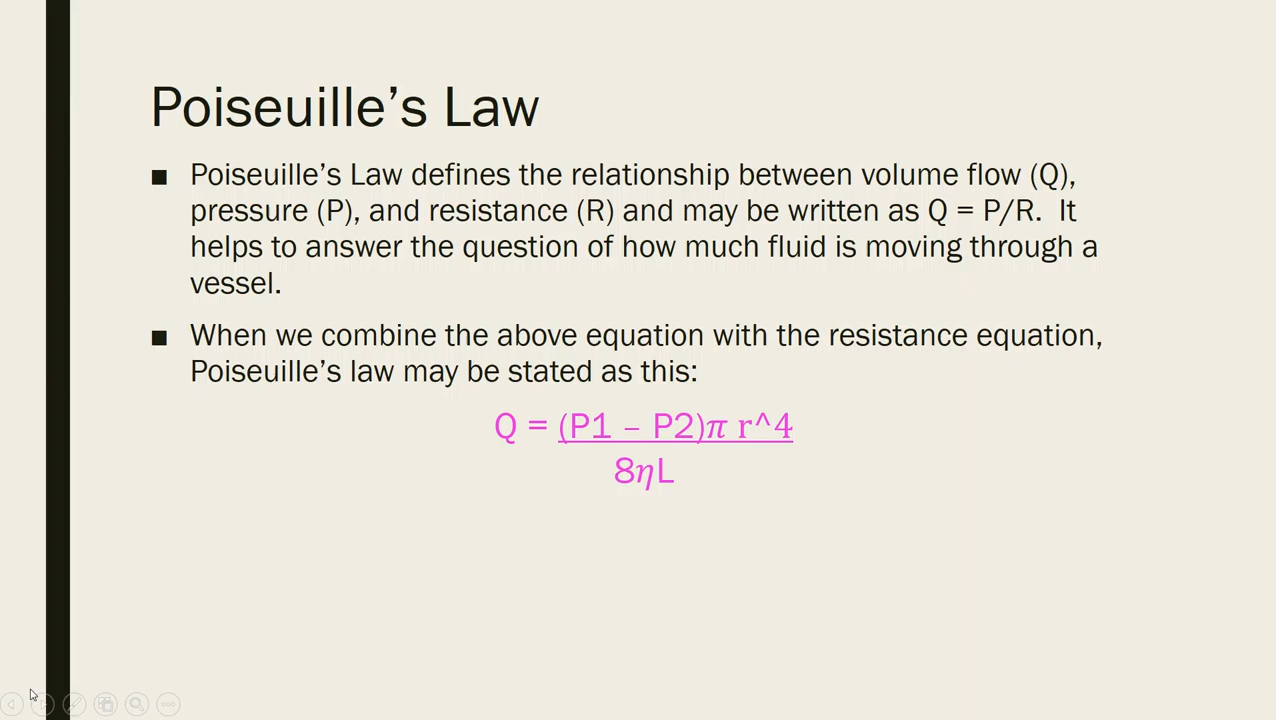 Poiseuille’s Law
■ Poiseuille’s Law defines the relationship between volume flow (Q),
pressure (P), and resistance (R) and may be written as Q = P/R.  It
helps to answer the question of how much fluid is moving through a
vessel.
■ When we combine the above equation with the resistance equation,
Poiseuille’s law may be stated as this:
Q = (P1 – P2)𝜋 r^4
8𝜂L